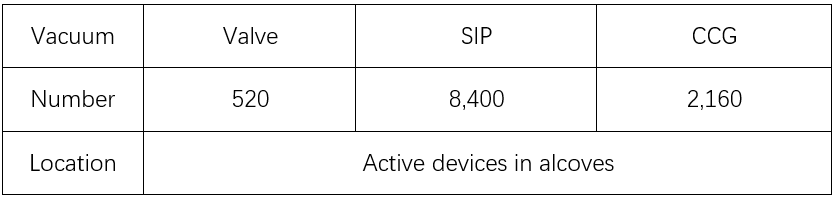 Vacuum Valve SIP CCG
Number 520 8,400 2,160
Location Active devices in alcoves